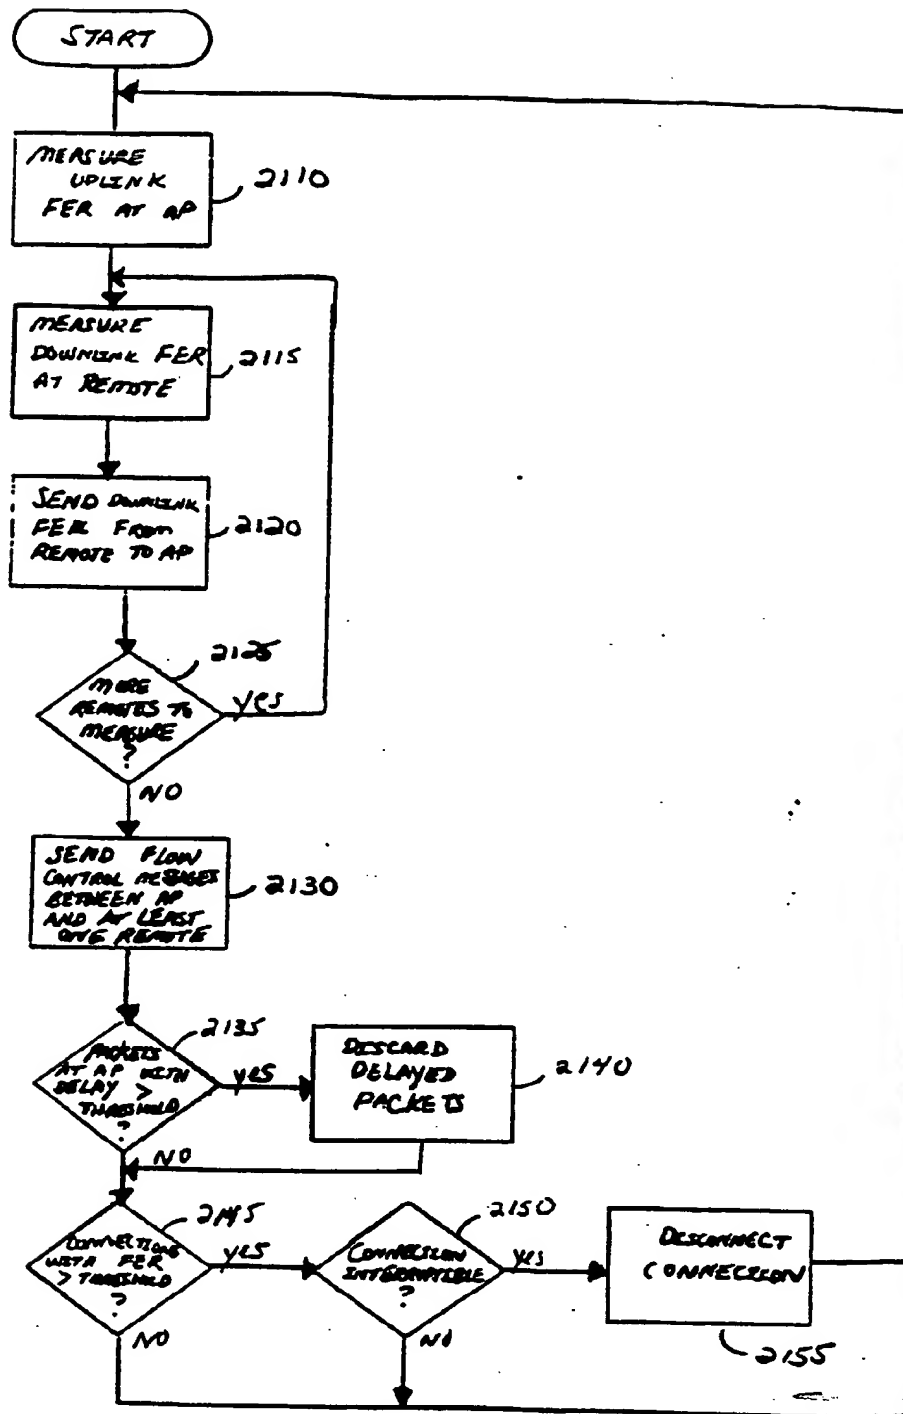 START
MEASURE
UPLINK
FER AT AP
2110
MEASURE
DOWNLINK FER
AT REMOTE
2115
SEND DOWNLINK
FER FROM
REMOTE TO AP
2120
MORE
REMOTES TO
MEASURE
?
2125
yes
NO
SEND FLOW
CONTROL MESSAGES
BETWEEN AP
AND AT LEAST
ONE REMOTE
2130
PACKETS
AT AP WITH
DELAY >
THRESHOLD
?
2135
yes
DISCARD
DELAYED
PACKETS
2140
NO
CONNECTIONS
WITH FER
> THRESHOLD
?
2145
yes
CONNECTION
INTERRUPTIBLE
?
2150
yes
DISCONNECT
CONNECTION
2155
NO
NO